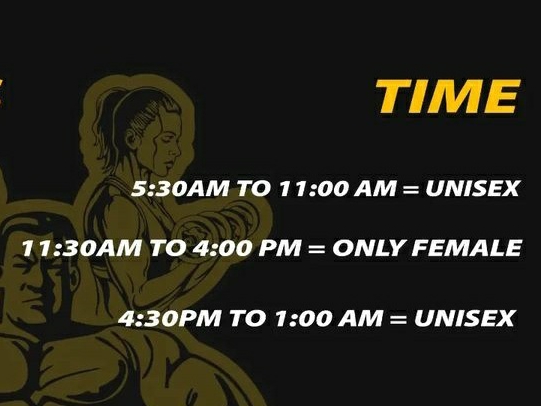 TIME
5:30AM TO 11:00 AM = UNISEX
11:30AM TO 4:00 PM = ONLY FEMALE
4:30PM TO 1:00 AM = UNISEX